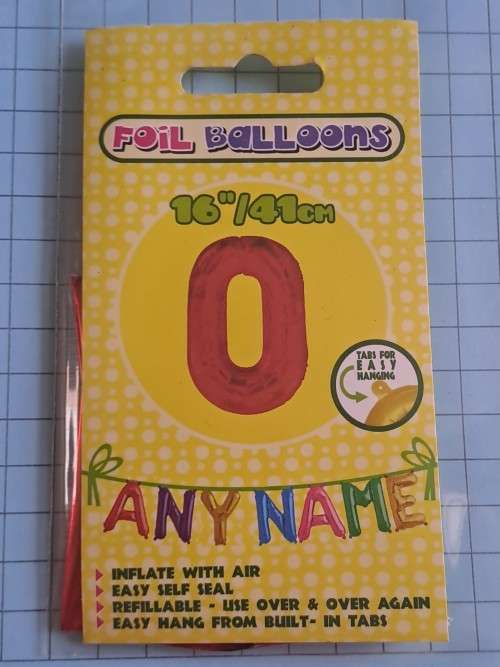 FOIL BALLOONS
16"/41CM
0
TABS FOR
EASY
HANGING
ANY NAME
INFLATE WITH AIR
EASY SELF SEAL
REFILLABLE - USE OVER & OVER AGAIN
EASY HANG FROM BUILT- IN TABS